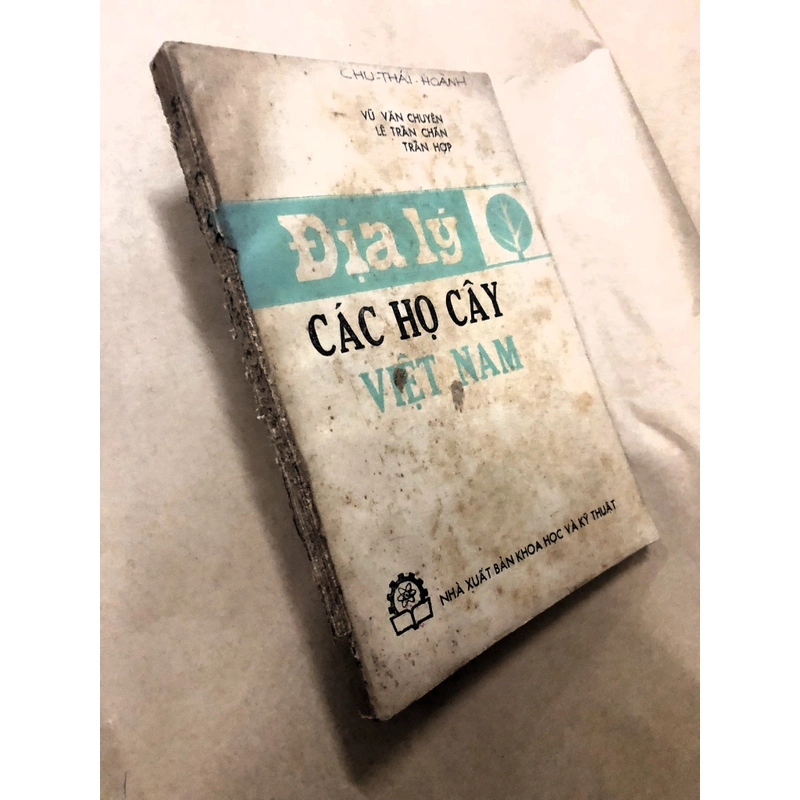 CHU-THÁI-HOÀNH
VŨ VĂN CHUYÊN
LÊ TRẦN CHẤN
TRẦN HỢP
Địa lý
CÁC HỌ CÂY
VIỆT NAM
NHÀ XUẤT BẢN KHOA HỌC VÀ KỸ THUẬT